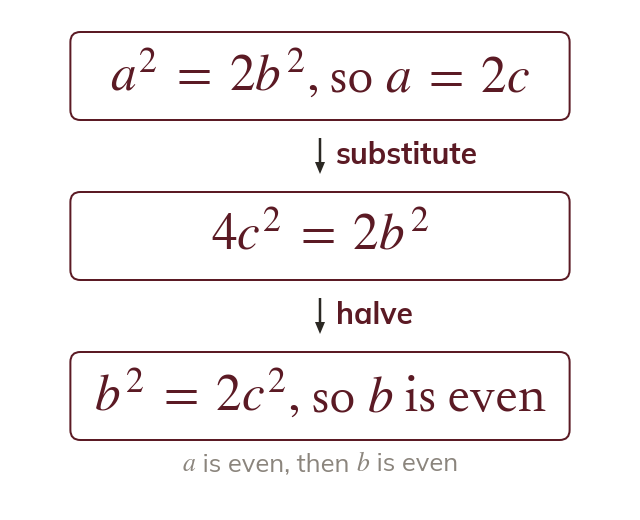 a² = 2b², so a = 2c
substitute
4c² = 2b²
halve
b² = 2c², so b is even
a is even, then b is even